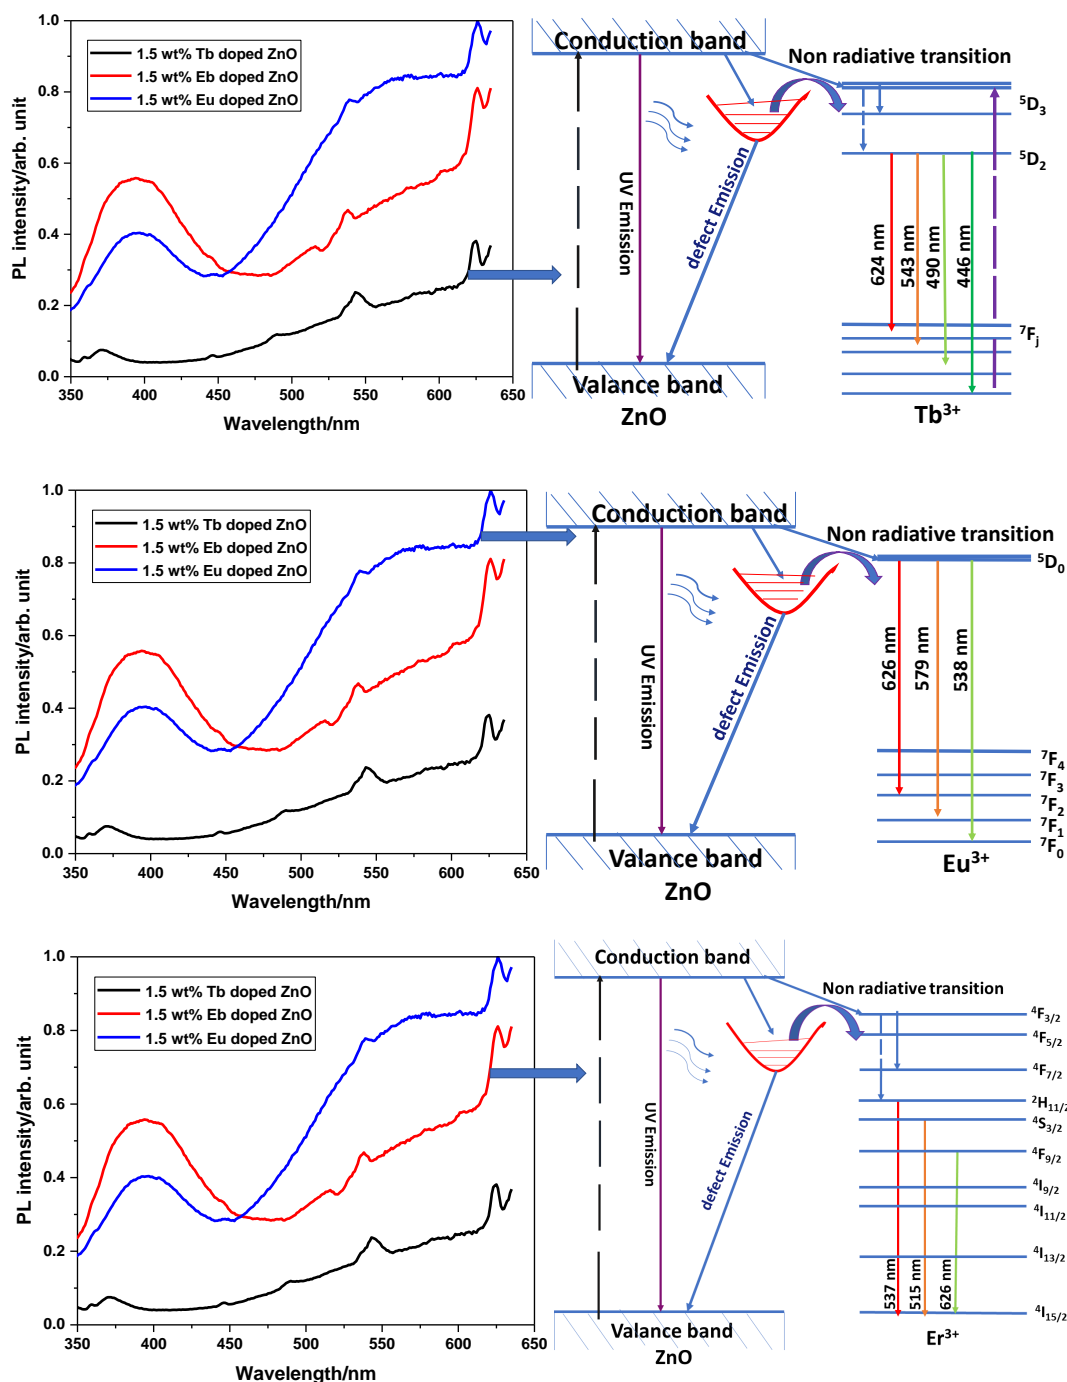 1.0
0.8
0.6
0.4
0.2
0.0
PL intensity/arb. unit
1.5 wt% Tb doped ZnO
1.5 wt% Eb doped ZnO
1.5 wt% Eu doped ZnO
350 400 450 500 550 600 650
Wavelength/nm
Conduction band
Non radiative transition
UV Emission
defect Emission
Valance band
ZnO
⁵D₃
⁵D₂
624 nm
543 nm
490 nm
446 nm
⁷Fⱼ
Tb³⁺
1.0
0.8
0.6
0.4
0.2
0.0
PL intensity/arb. unit
1.5 wt% Tb doped ZnO
1.5 wt% Eb doped ZnO
1.5 wt% Eu doped ZnO
350 400 450 500 550 600 650
Wavelength/nm
Conduction band
Non radiative transition
UV Emission
defect Emission
Valance band
ZnO
⁵D₀
626 nm
579 nm
538 nm
⁷F₄
⁷F₃
⁷F₂
⁷F₁
⁷F₀
Eu³⁺
1.0
0.8
0.6
0.4
0.2
0.0
PL intensity/arb. unit
1.5 wt% Tb doped ZnO
1.5 wt% Eb doped ZnO
1.5 wt% Eu doped ZnO
350 400 450 500 550 600 650
Wavelength/nm
Conduction band
Non radiative transition
UV Emission
defect Emission
Valance band
ZnO
⁴F₃/₂
⁴F₅/₂
⁴F₇/₂
²H₁₁/₂
⁴S₃/₂
⁴F₉/₂
⁴I₉/₂
⁴I₁₁/₂
⁴I₁₃/₂
537 nm
515 nm
626 nm
⁴I₁₅/₂
Er³⁺